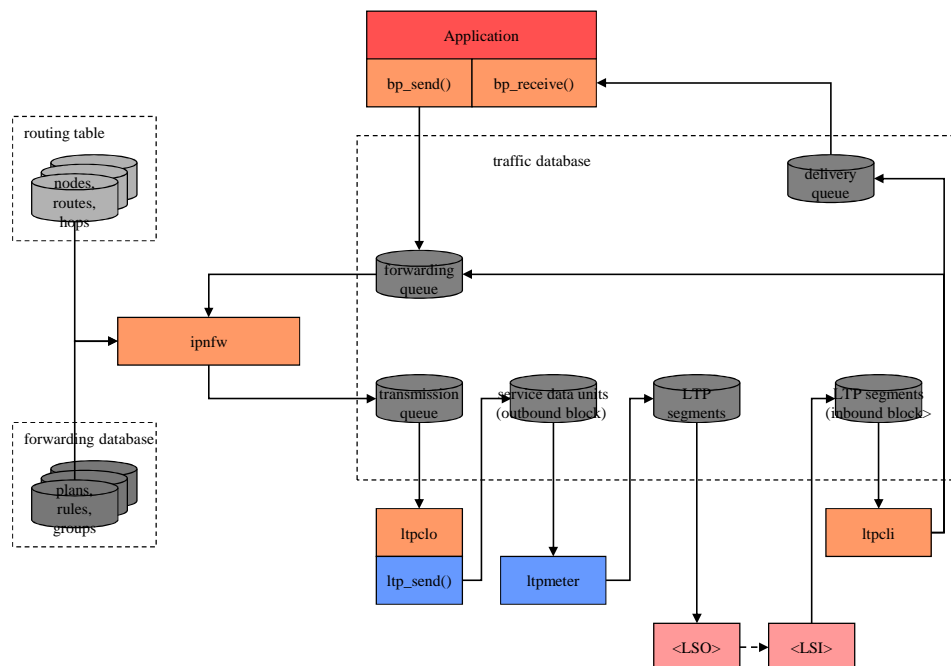 Application
bp_send()
bp_receive()
routing table
traffic database
nodes,
routes,
hops
delivery
queue
forwarding
queue
ipnfw
transmission
queue
service data units
(outbound block)
LTP
segments
LTP segments
(inbound block>
forwarding database
plans,
rules,
groups
ltpclo
ltp_send()
ltpmeter
ltpcli
<LSO>
<LSI>